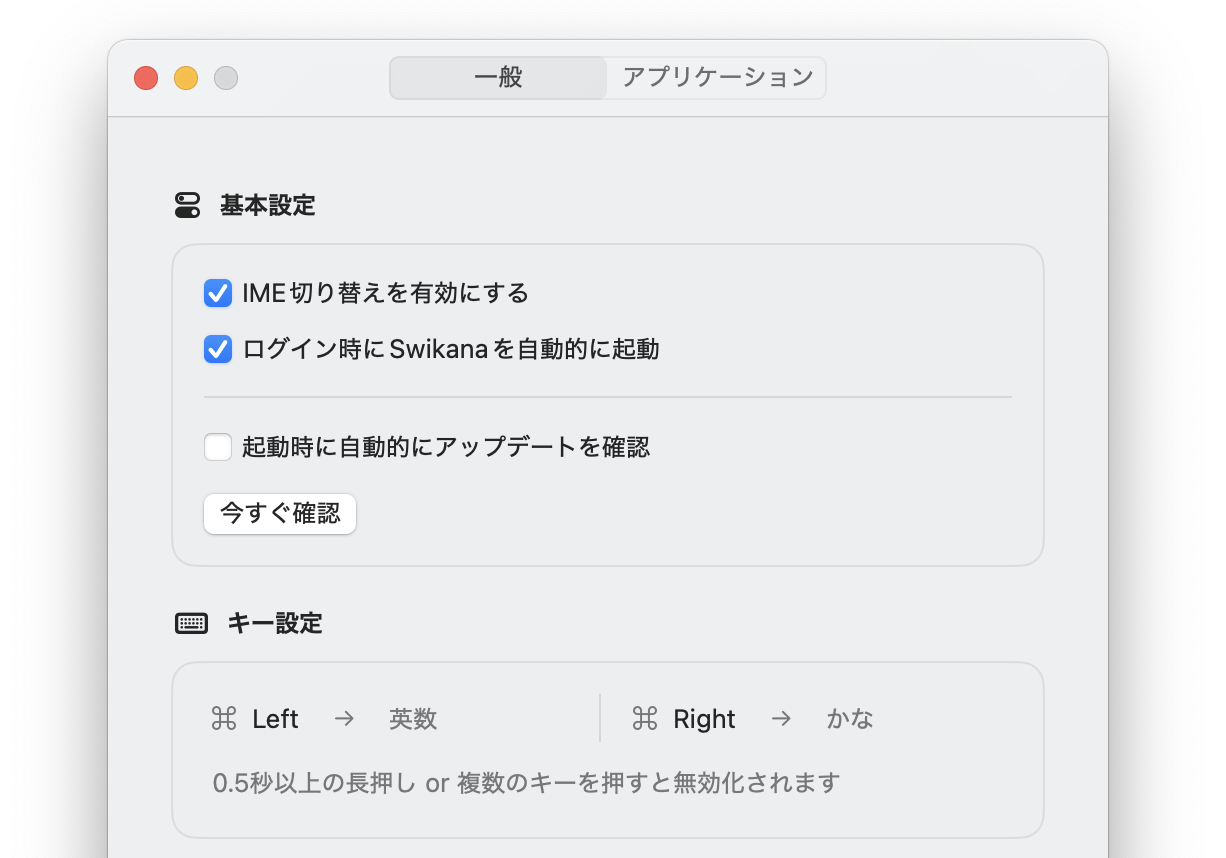 一般 アプリケーション
基本設定
IME切り替えを有効にする
ログイン時にSwikanaを自動的に起動
起動時に自動的にアップデートを確認
今すぐ確認
キー設定
⌘ Left → 英数 ⌘ Right → かな
0.5秒以上の長押し or 複数のキーを押すと無効化されます